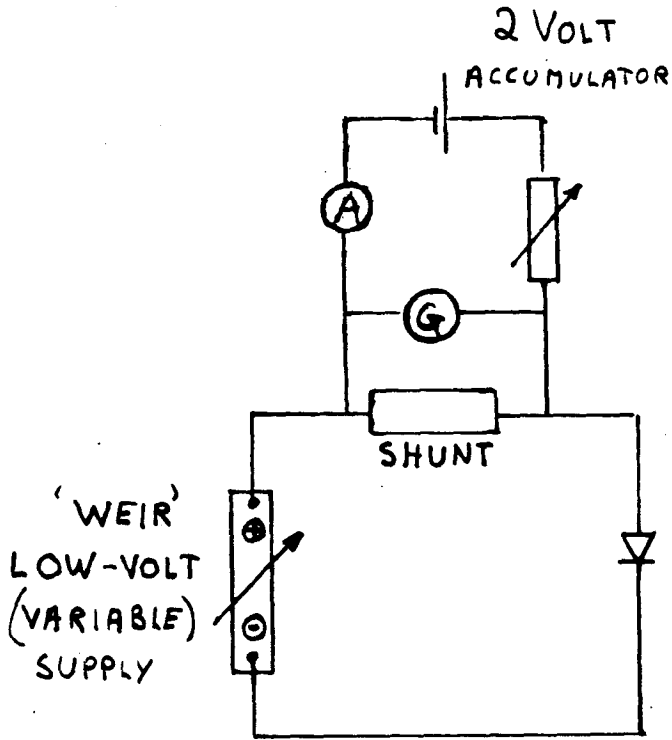 2 VOLT
ACCUMULATOR
A
G
SHUNT
'WEIR'
LOW-VOLT
(VARIABLE)
SUPPLY
+
-